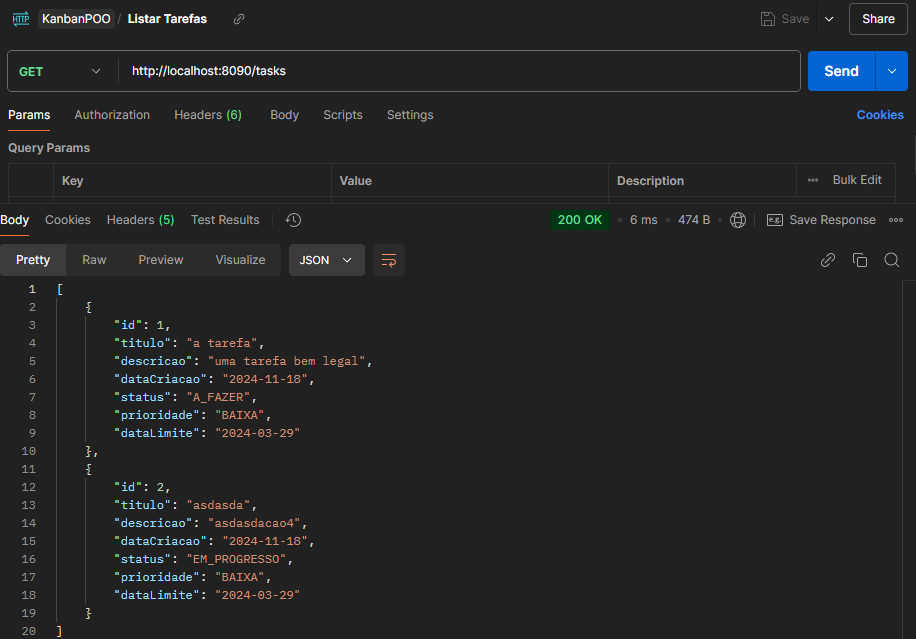 HTTP KanbanPOO / Listar Tarefas Save Share
GET http://localhost:8090/tasks Send
Params Authorization Headers (6) Body Scripts Settings Cookies
Query Params
Key Value Description Bulk Edit
Body Cookies Headers (5) Test Results 200 OK 6 ms 474 B e.g. Save Response
Pretty Raw Preview Visualize JSON
1 [
2 {
3 "id": 1,
4 "titulo": "a tarefa",
5 "descricao": "uma tarefa bem legal",
6 "dataCriacao": "2024-11-18",
7 "status": "A_FAZER",
8 "prioridade": "BAIXA",
9 "dataLimite": "2024-03-29"
10 },
11 {
12 "id": 2,
13 "titulo": "asdasda",
14 "descricao": "asdasdacao4",
15 "dataCriacao": "2024-11-18",
16 "status": "EM_PROGRESSO",
17 "prioridade": "BAIXA",
18 "dataLimite": "2024-03-29"
19 }
20 ]